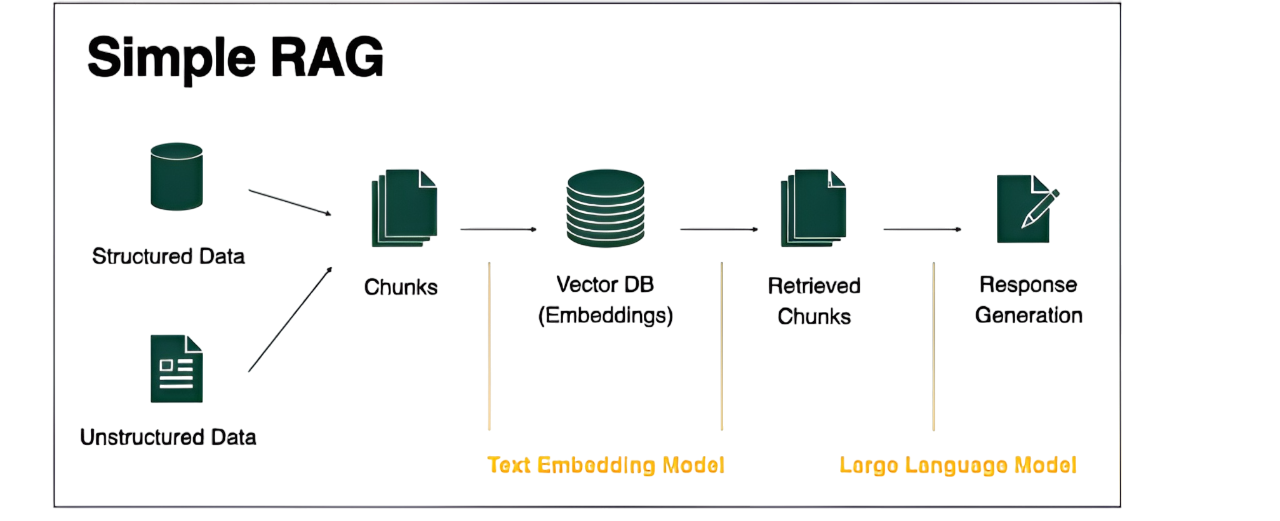 Simple RAG
Structured Data
Unstructured Data
Chunks
Vector DB
(Embeddings)
Retrieved
Chunks
Response
Generation
Text Embedding Model
Large Language Model